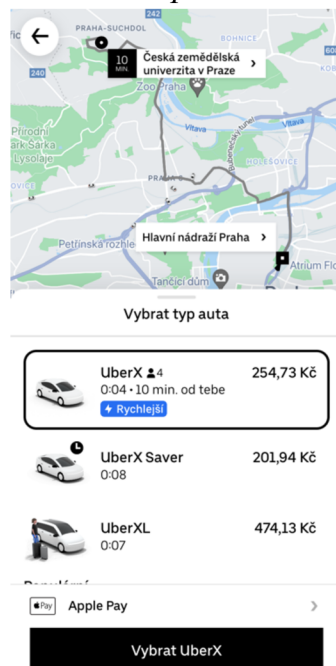 242
PRAHA-SUCHDOL
BOHNICE
240
10
MIN.
Česká zemědělská
univerzita v Praze
Zoo Praha
Přírodní
park Šárka
Lysolaje
Vltava
Vltava
Bubenečský tunel
HOLEŠOVICE
PRAHA 6
Petřínská rozhle
Hlavní nádraží Praha
Atrium Flo
Tančící dům
Vybrat typ auta
UberX 4
254,73 Kč
0:04 • 10 min. od tebe
Rychlejší
UberX Saver
201,94 Kč
0:08
UberXL
474,13 Kč
0:07
Pay Apple Pay
Vybrat UberX